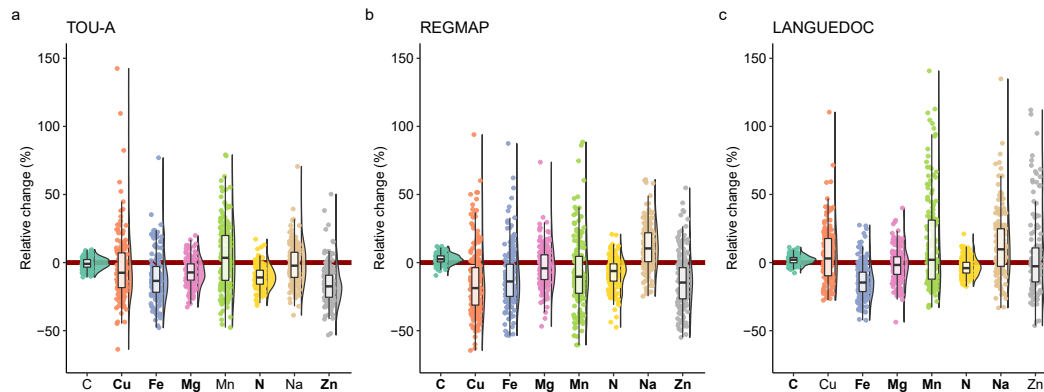 a
TOU-A
Relative change (%)
150
100
50
0
−50
C Cu Fe Mg Mn N Na Zn
b
REGMAP
Relative change (%)
150
100
50
0
−50
C Cu Fe Mg Mn N Na Zn
c
LANGUEDOC
Relative change (%)
150
100
50
0
−50
C Cu Fe Mg Mn N Na Zn